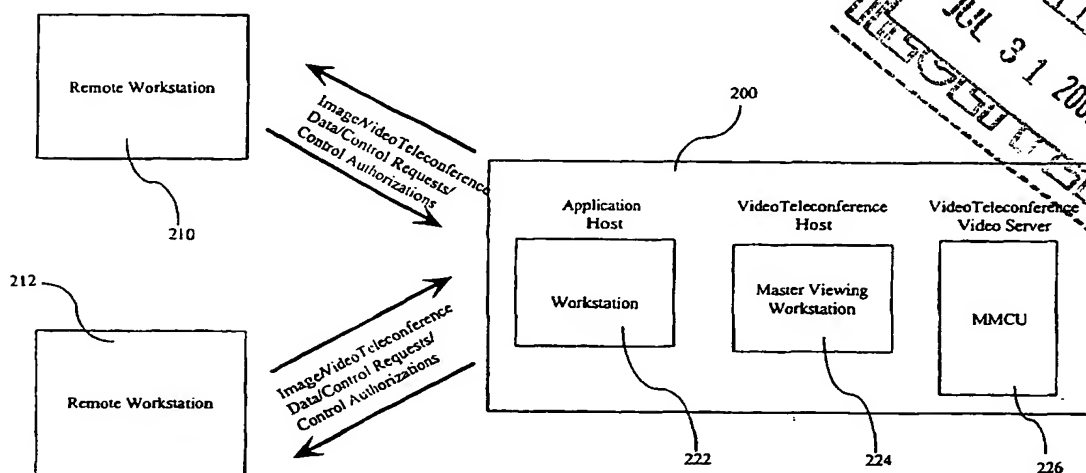 JUL 31 200
Remote Workstation
210
Image/VideoTeleconference
Data/Control Requests/
Control Authorizations
200
Application
Host
VideoTeleconference
Host
VideoTeleconference
Video Server
Workstation
Master Viewing
Workstation
MMCU
212
Image/VideoTeleconference
Data/Control Requests/
Control Authorizations
Remote Workstation
222
224
226